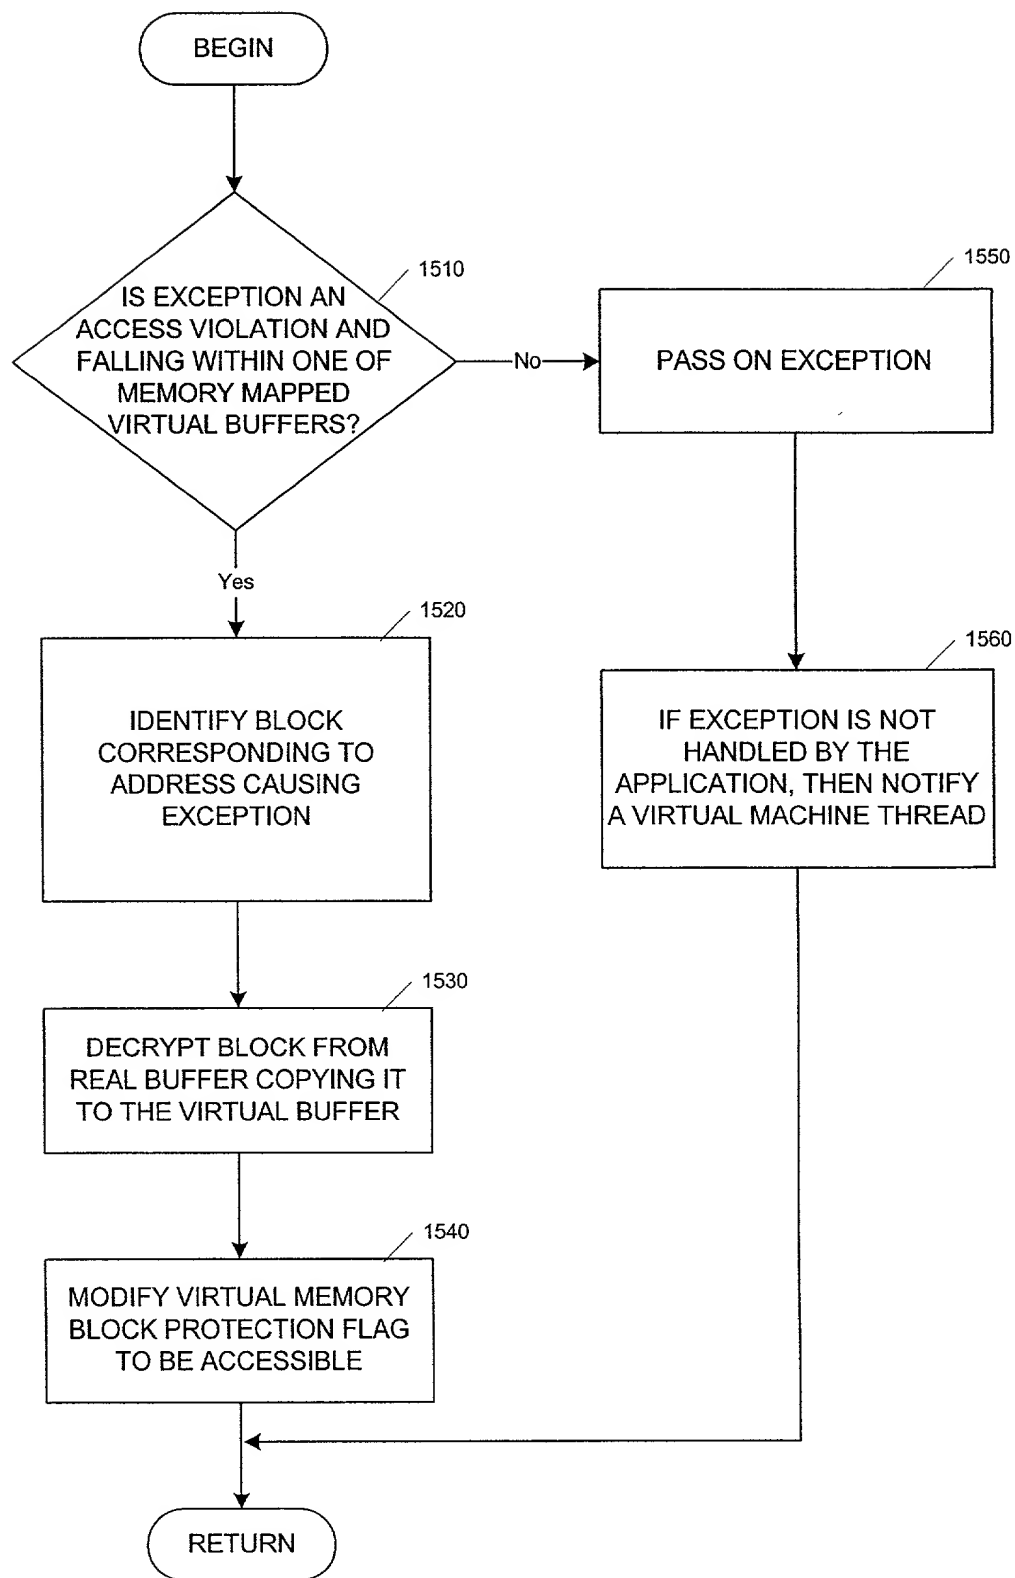 BEGIN
1510
IS EXCEPTION AN
ACCESS VIOLATION AND
FALLING WITHIN ONE OF
MEMORY MAPPED
VIRTUAL BUFFERS?
No
1550
PASS ON EXCEPTION
Yes
1520
IDENTIFY BLOCK
CORRESPONDING TO
ADDRESS CAUSING
EXCEPTION
1560
IF EXCEPTION IS NOT
HANDLED BY THE
APPLICATION, THEN NOTIFY
A VIRTUAL MACHINE THREAD
1530
DECRYPT BLOCK FROM
REAL BUFFER COPYING IT
TO THE VIRTUAL BUFFER
1540
MODIFY VIRTUAL MEMORY
BLOCK PROTECTION FLAG
TO BE ACCESSIBLE
RETURN